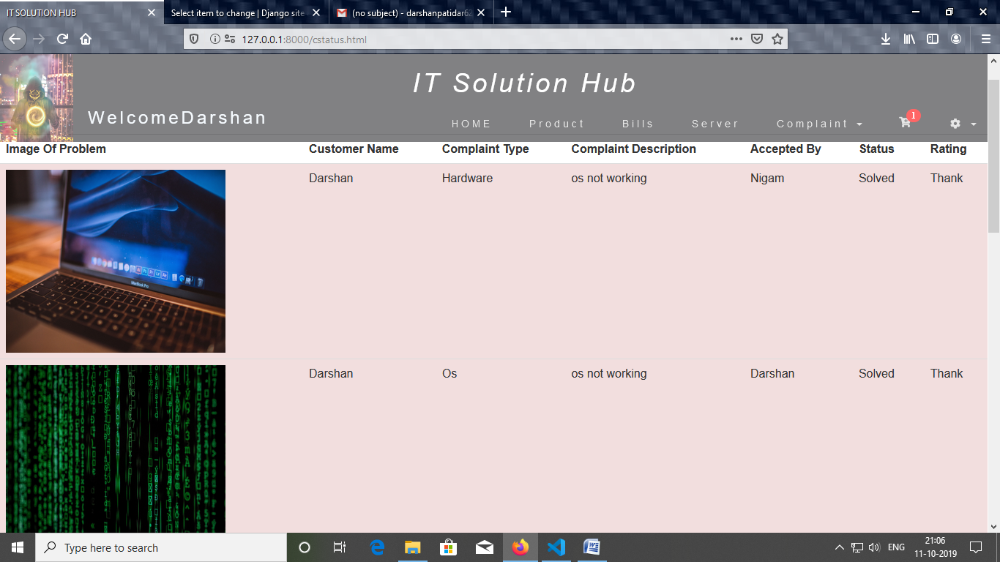 IT SOLUTION HUB
Select item to change | Django site
(no subject) - darshanpatidar62
127.0.0.1:8000/cstatus.html
IT Solution Hub
WelcomeDarshan
HOME Product Bills Server Complaint 1
Image Of Problem Customer Name Complaint Type Complaint Description Accepted By Status Rating
Darshan Hardware os not working Nigam Solved Thank
MacBook Pro
Darshan Os os not working Darshan Solved Thank
Type here to search
ENG
21:06
11-10-2019